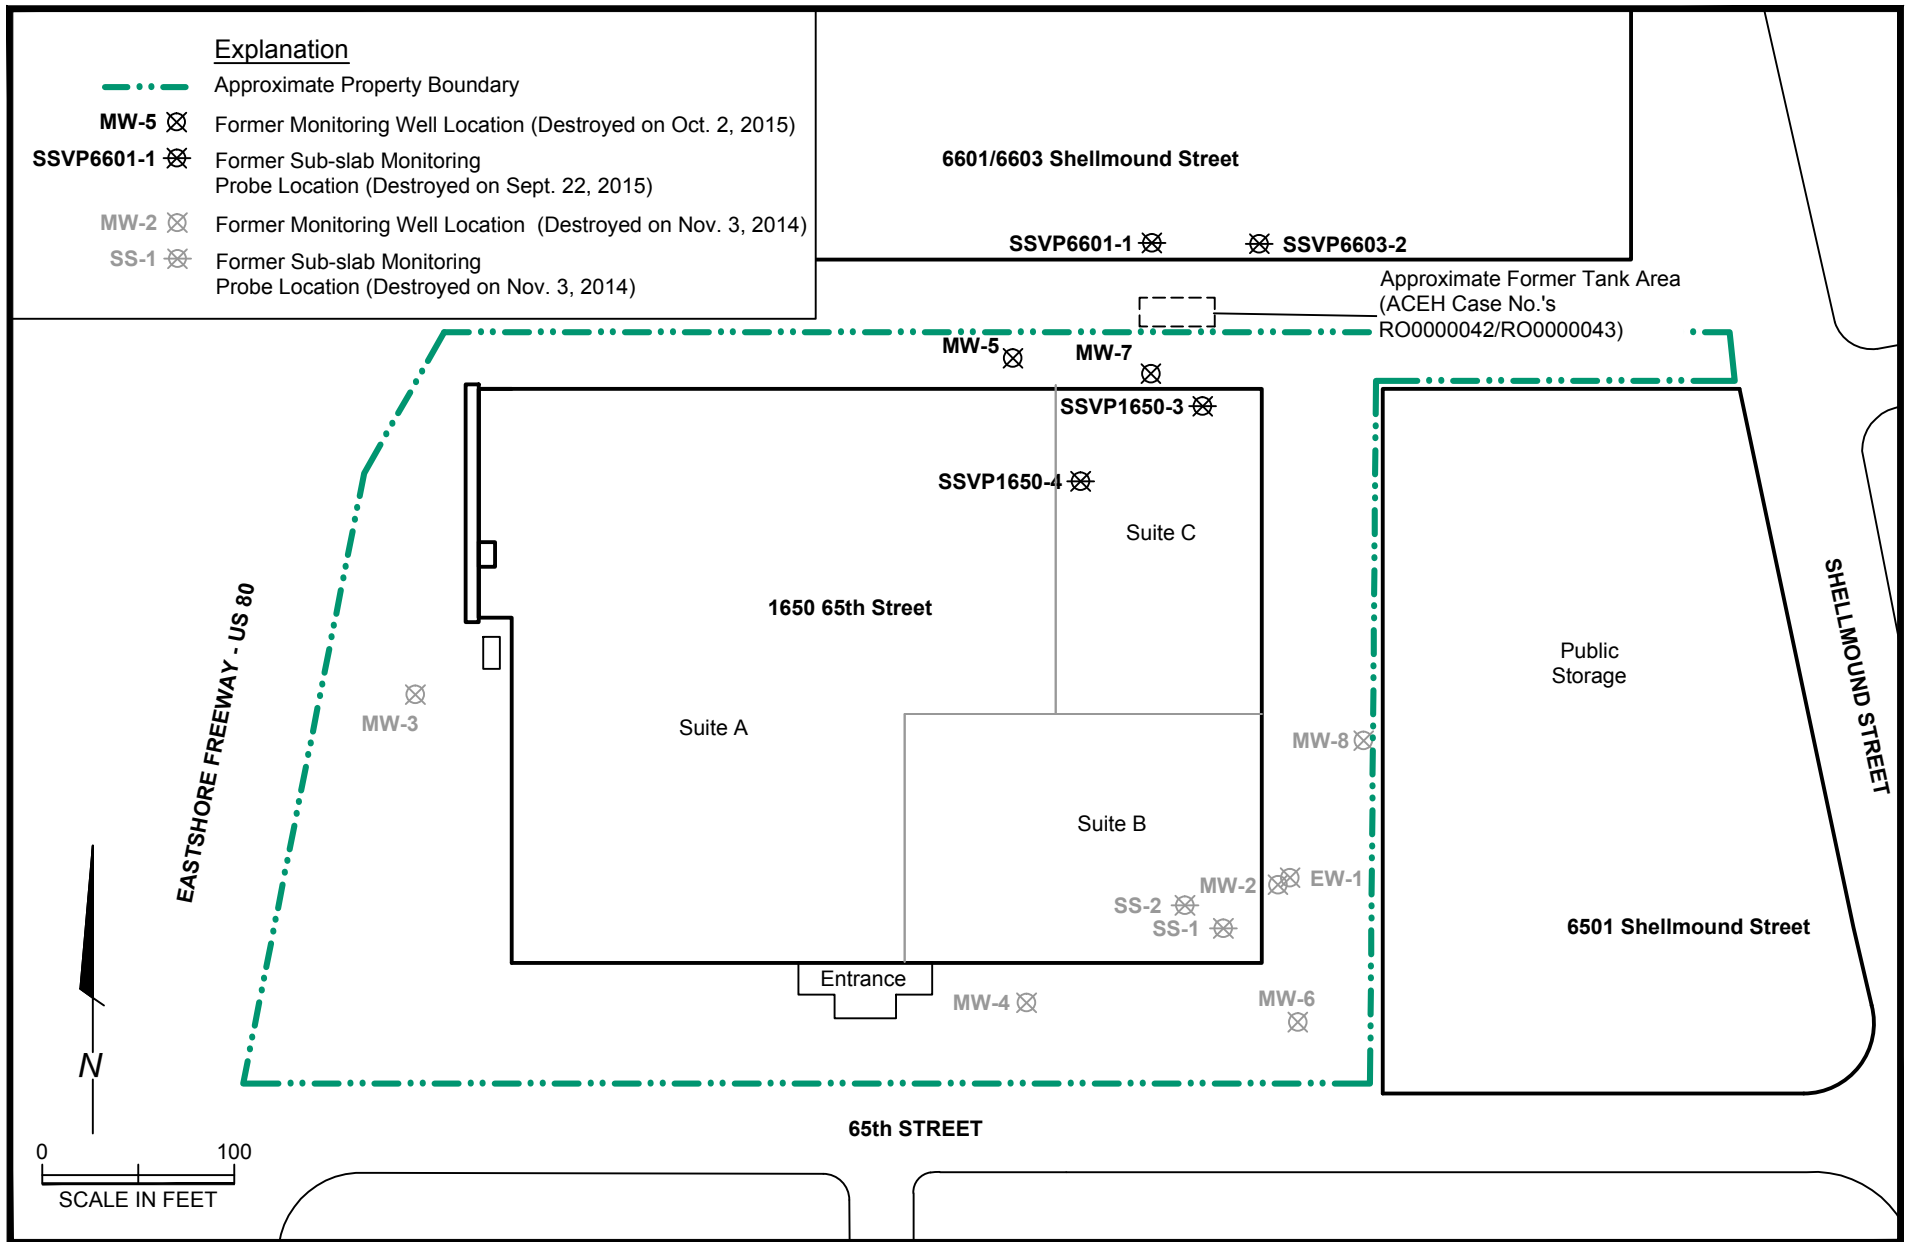 Explanation
Approximate Property Boundary
MW-5 Former Monitoring Well Location (Destroyed on Oct. 2, 2015)
SSVP6601-1 Former Sub-slab Monitoring
Probe Location (Destroyed on Sept. 22, 2015)
MW-2 Former Monitoring Well Location (Destroyed on Nov. 3, 2014)
SS-1 Former Sub-slab Monitoring
Probe Location (Destroyed on Nov. 3, 2014)
6601/6603 Shellmound Street
SSVP6601-1
SSVP6603-2
Approximate Former Tank Area
(ACEH Case No.'s
RO0000042/RO0000043)
MW-5
MW-7
SSVP1650-3
SSVP1650-4
Suite C
1650 65th Street
EASTSHORE FREEWAY - US 80
SHELLMOUND STREET
Public
Storage
MW-3
Suite A
MW-8
Suite B
MW-2
EW-1
SS-2
SS-1
6501 Shellmound Street
Entrance
MW-4
MW-6
N
65th STREET
0 100
SCALE IN FEET